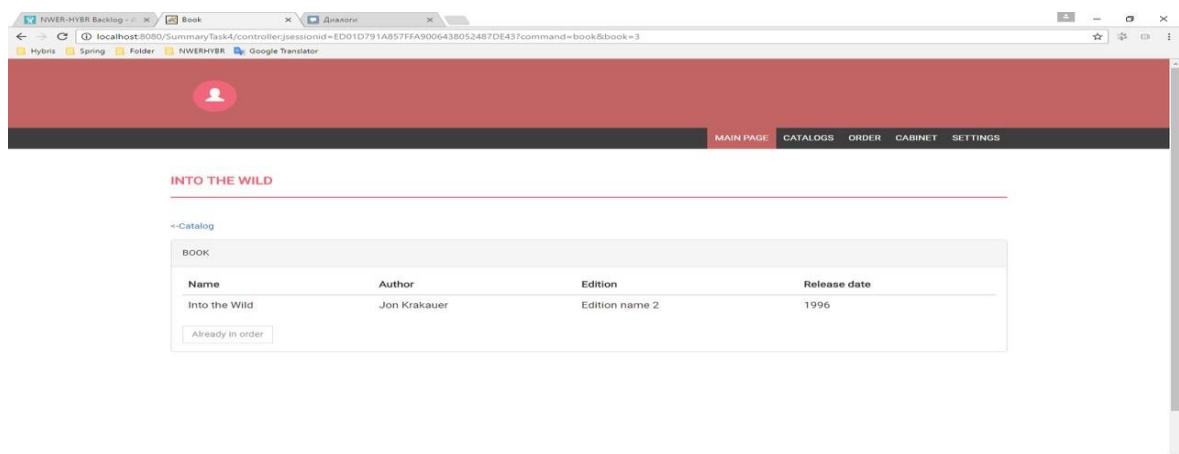 NWER-HYBR Backlog - A
Book
Диалоги
localhost:8080/SummaryTask4/controller;jsessionid=ED01D791A857FFA9006438052487DE43?command=book&book=3
Hybris Spring Folder NWERHYBR Google Translator
MAIN PAGE CATALOGS ORDER CABINET SETTINGS
INTO THE WILD
<-Catalog
BOOK
Name Author Edition Release date
Into the Wild Jon Krakauer Edition name 2 1996
Already in order